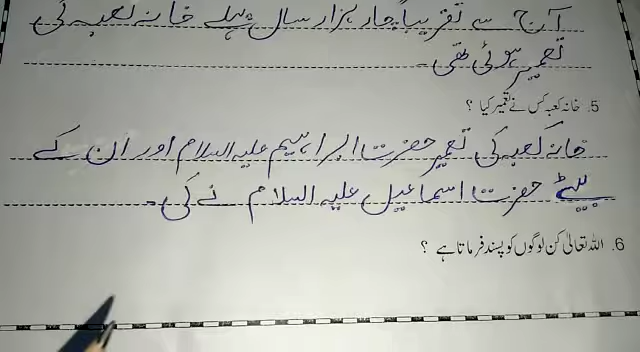 آج سے تقریباً چار ہزار سال پہلے خانہ کعبہ کی
تعمیر ہوئی تھی۔
5. خانہ کعبہ کس نے تعمیر کیا ؟
خانہ کعبہ کی تعمیر حضرت ابراہیم علیہ السلام اور ان کے
بیٹے حضرت اسماعیل علیہ السلام نے کی۔
6. اللہ تعالیٰ کن لوگوں کو پسند فرماتا ہے ؟